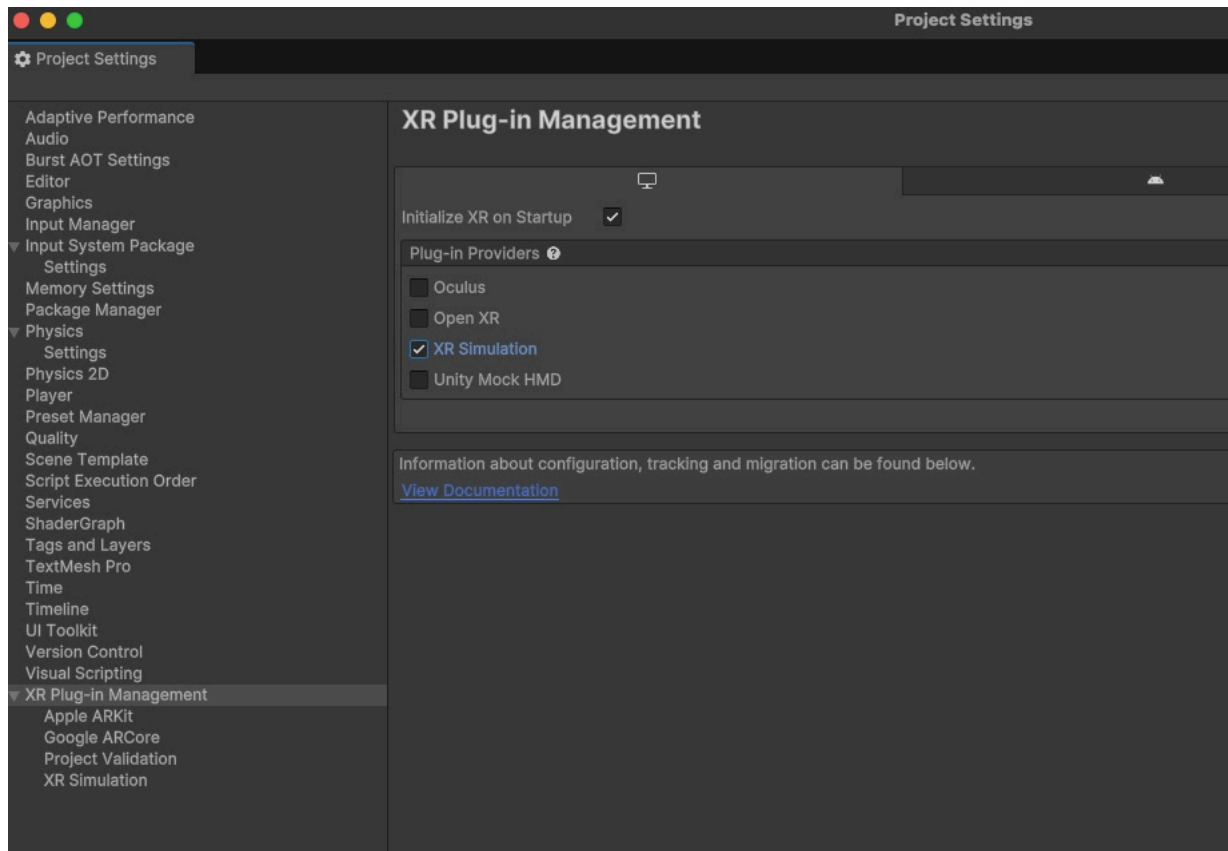 Project Settings
Project Settings
Adaptive Performance
Audio
Burst AOT Settings
Editor
Graphics
Input Manager
Input System Package
Settings
Memory Settings
Package Manager
Physics
Settings
Physics 2D
Player
Preset Manager
Quality
Scene Template
Script Execution Order
Services
ShaderGraph
Tags and Layers
TextMesh Pro
Time
Timeline
UI Toolkit
Version Control
Visual Scripting
XR Plug-in Management
Apple ARKit
Google ARCore
Project Validation
XR Simulation
XR Plug-in Management
Initialize XR on Startup
Plug-in Providers
Oculus
Open XR
XR Simulation
Unity Mock HMD
Information about configuration, tracking and migration can be found below.
View Documentation